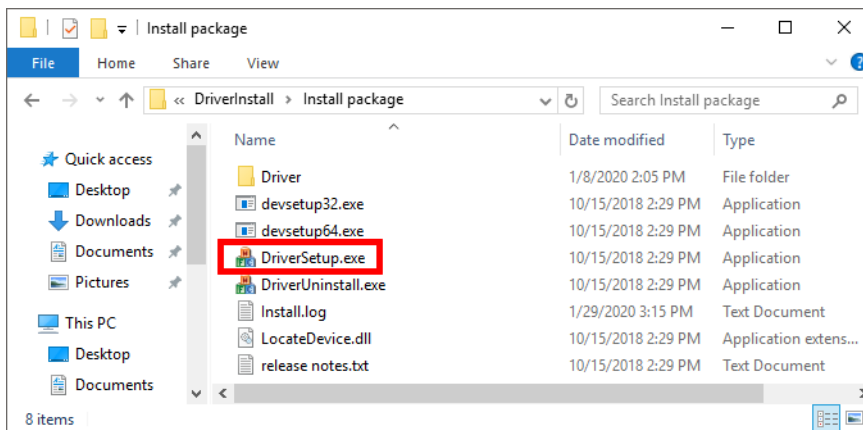 Install package
File Home Share View
« DriverInstall > Install package
Search Install package
Name Date modified Type
Quick access
Desktop
Downloads
Documents
Pictures
This PC
Desktop
Documents
Driver 1/8/2020 2:05 PM File folder
devsetup32.exe 10/15/2018 2:29 PM Application
devsetup64.exe 10/15/2018 2:29 PM Application
DriverSetup.exe 10/15/2018 2:29 PM Application
DriverUninstall.exe 10/15/2018 2:29 PM Application
Install.log 1/29/2020 3:15 PM Text Document
LocateDevice.dll 10/15/2018 2:29 PM Application extens...
release notes.txt 10/15/2018 2:29 PM Text Document
8 items